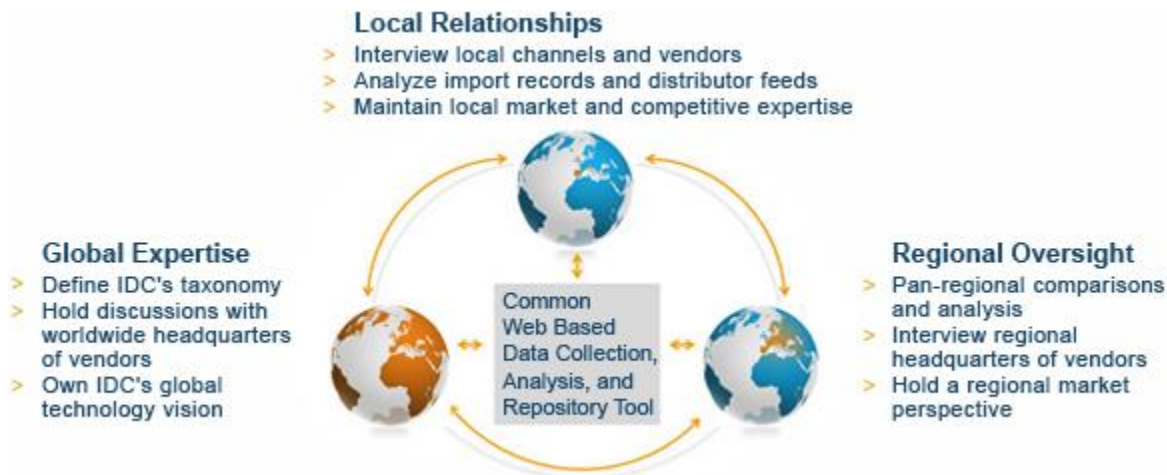 Local Relationships
> Interview local channels and vendors
> Analyze import records and distributor feeds
> Maintain local market and competitive expertise
Global Expertise
> Define IDC's taxonomy
> Hold discussions with
worldwide headquarters
of vendors
> Own IDC's global
technology vision
Common
Web Based
Data Collection,
Analysis, and
Repository Tool
Regional Oversight
> Pan-regional comparisons
and analysis
> Interview regional
headquarters of vendors
> Hold a regional market
perspective